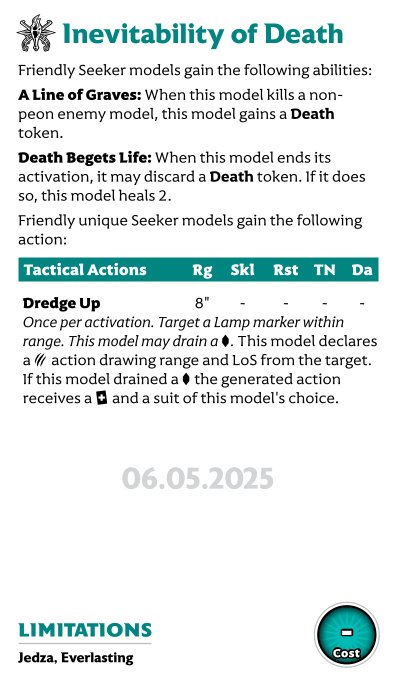 Inevitability of Death
Friendly Seeker models gain the following abilities:
A Line of Graves: When this model kills a non-
peon enemy model, this model gains a Death
token.
Death Begets Life: When this model ends its
activation, it may discard a Death token. If it does
so, this model heals 2.
Friendly unique Seeker models gain the following
action:
Tactical Actions Rg Skl Rst TN Da
Dredge Up 8" - - - -
Once per activation. Target a Lamp marker within
range. This model may drain a . This model declares
a action drawing range and LoS from the target.
If this model drained a the generated action
receives a + and a suit of this model's choice.
06.05.2025
LIMITATIONS
Jedza, Everlasting
-
Cost